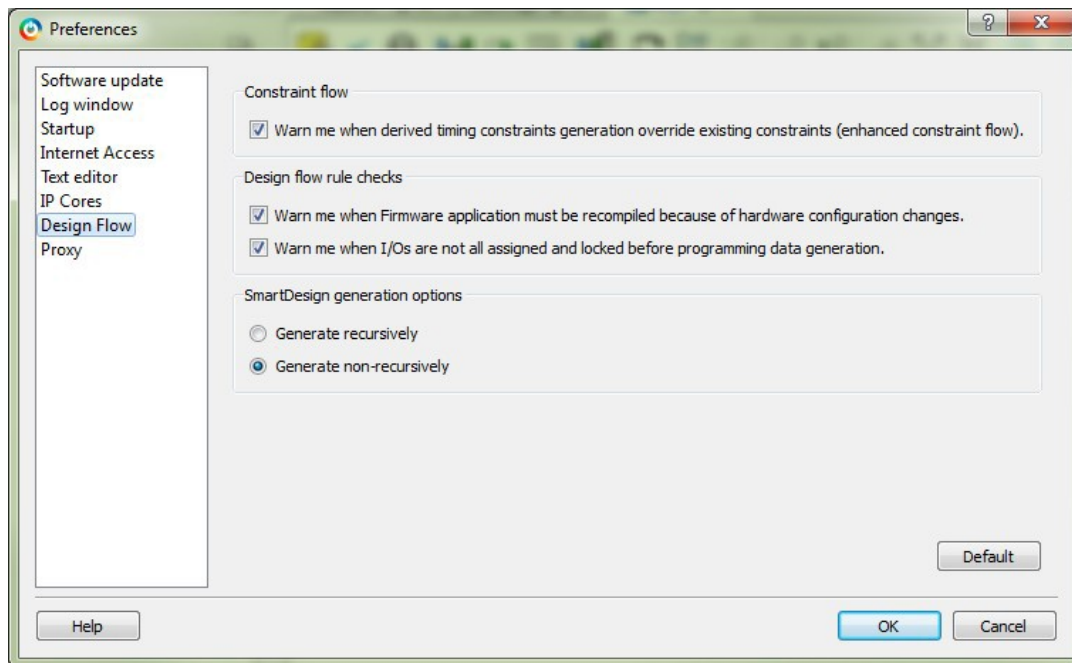 Preferences
?
X
Software update
Log window
Startup
Internet Access
Text editor
IP Cores
Design Flow
Proxy
Constraint flow
Warn me when derived timing constraints generation override existing constraints (enhanced constraint flow).
Design flow rule checks
Warn me when Firmware application must be recompiled because of hardware configuration changes.
Warn me when I/Os are not all assigned and locked before programming data generation.
SmartDesign generation options
Generate recursively
Generate non-recursively
Default
Help
OK
Cancel